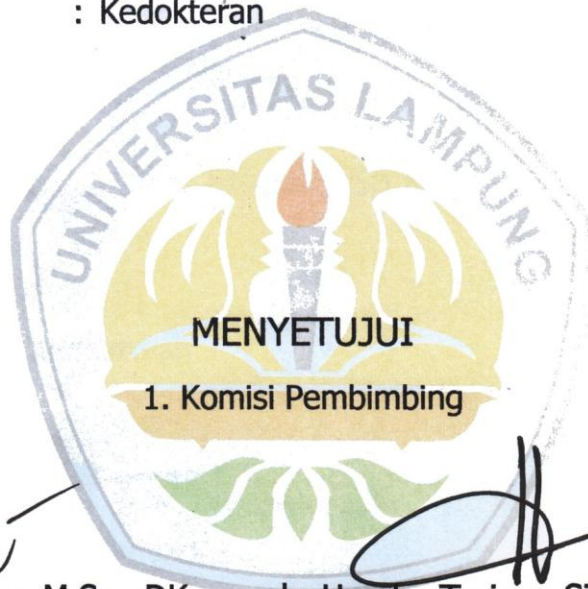 : Kedokteran
UNIVERSITAS LAMPUNG
MENYETUJUI
1. Komisi Pembimbing